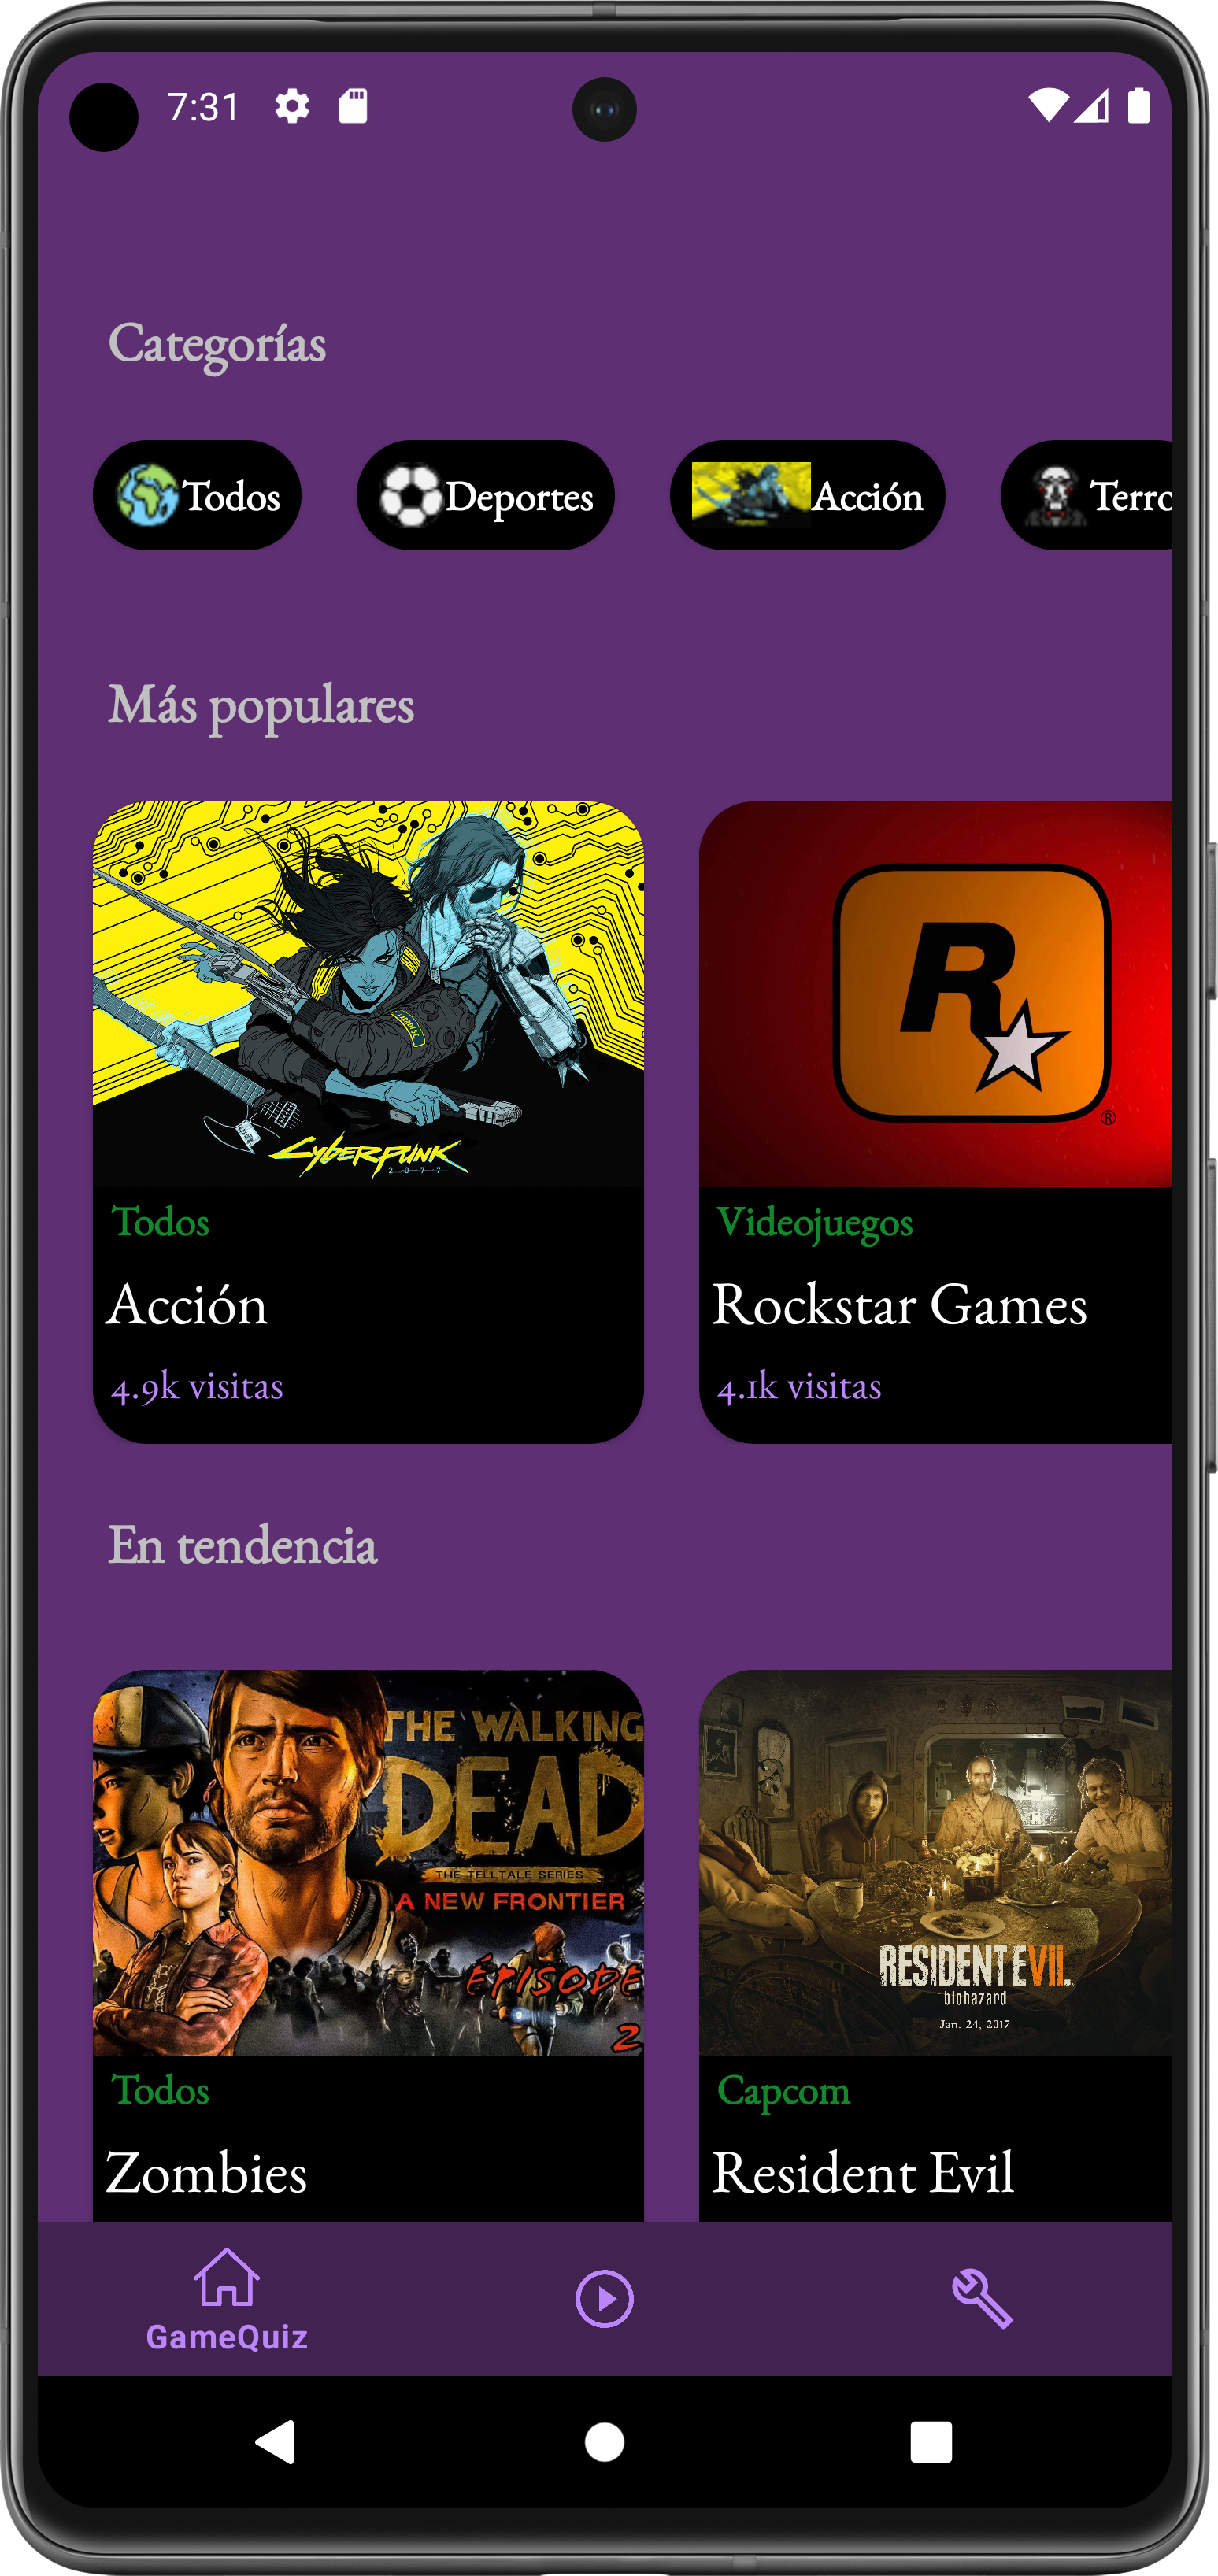 7:31
Categorías
Todos
Deportes
Acción
Terro
Más populares
CYBERPUNK
2077
R
®
Todos
Videojuegos
Acción
Rockstar Games
4.9k visitas
4.1k visitas
En tendencia
THE WALKING
DEAD
THE TELLTALE SERIES
A NEW FRONTIER
ÉPISODE
2
RESIDENT EVIL
biohazard
Jan. 24, 2017
Todos
Capcom
Zombies
Resident Evil
GameQuiz